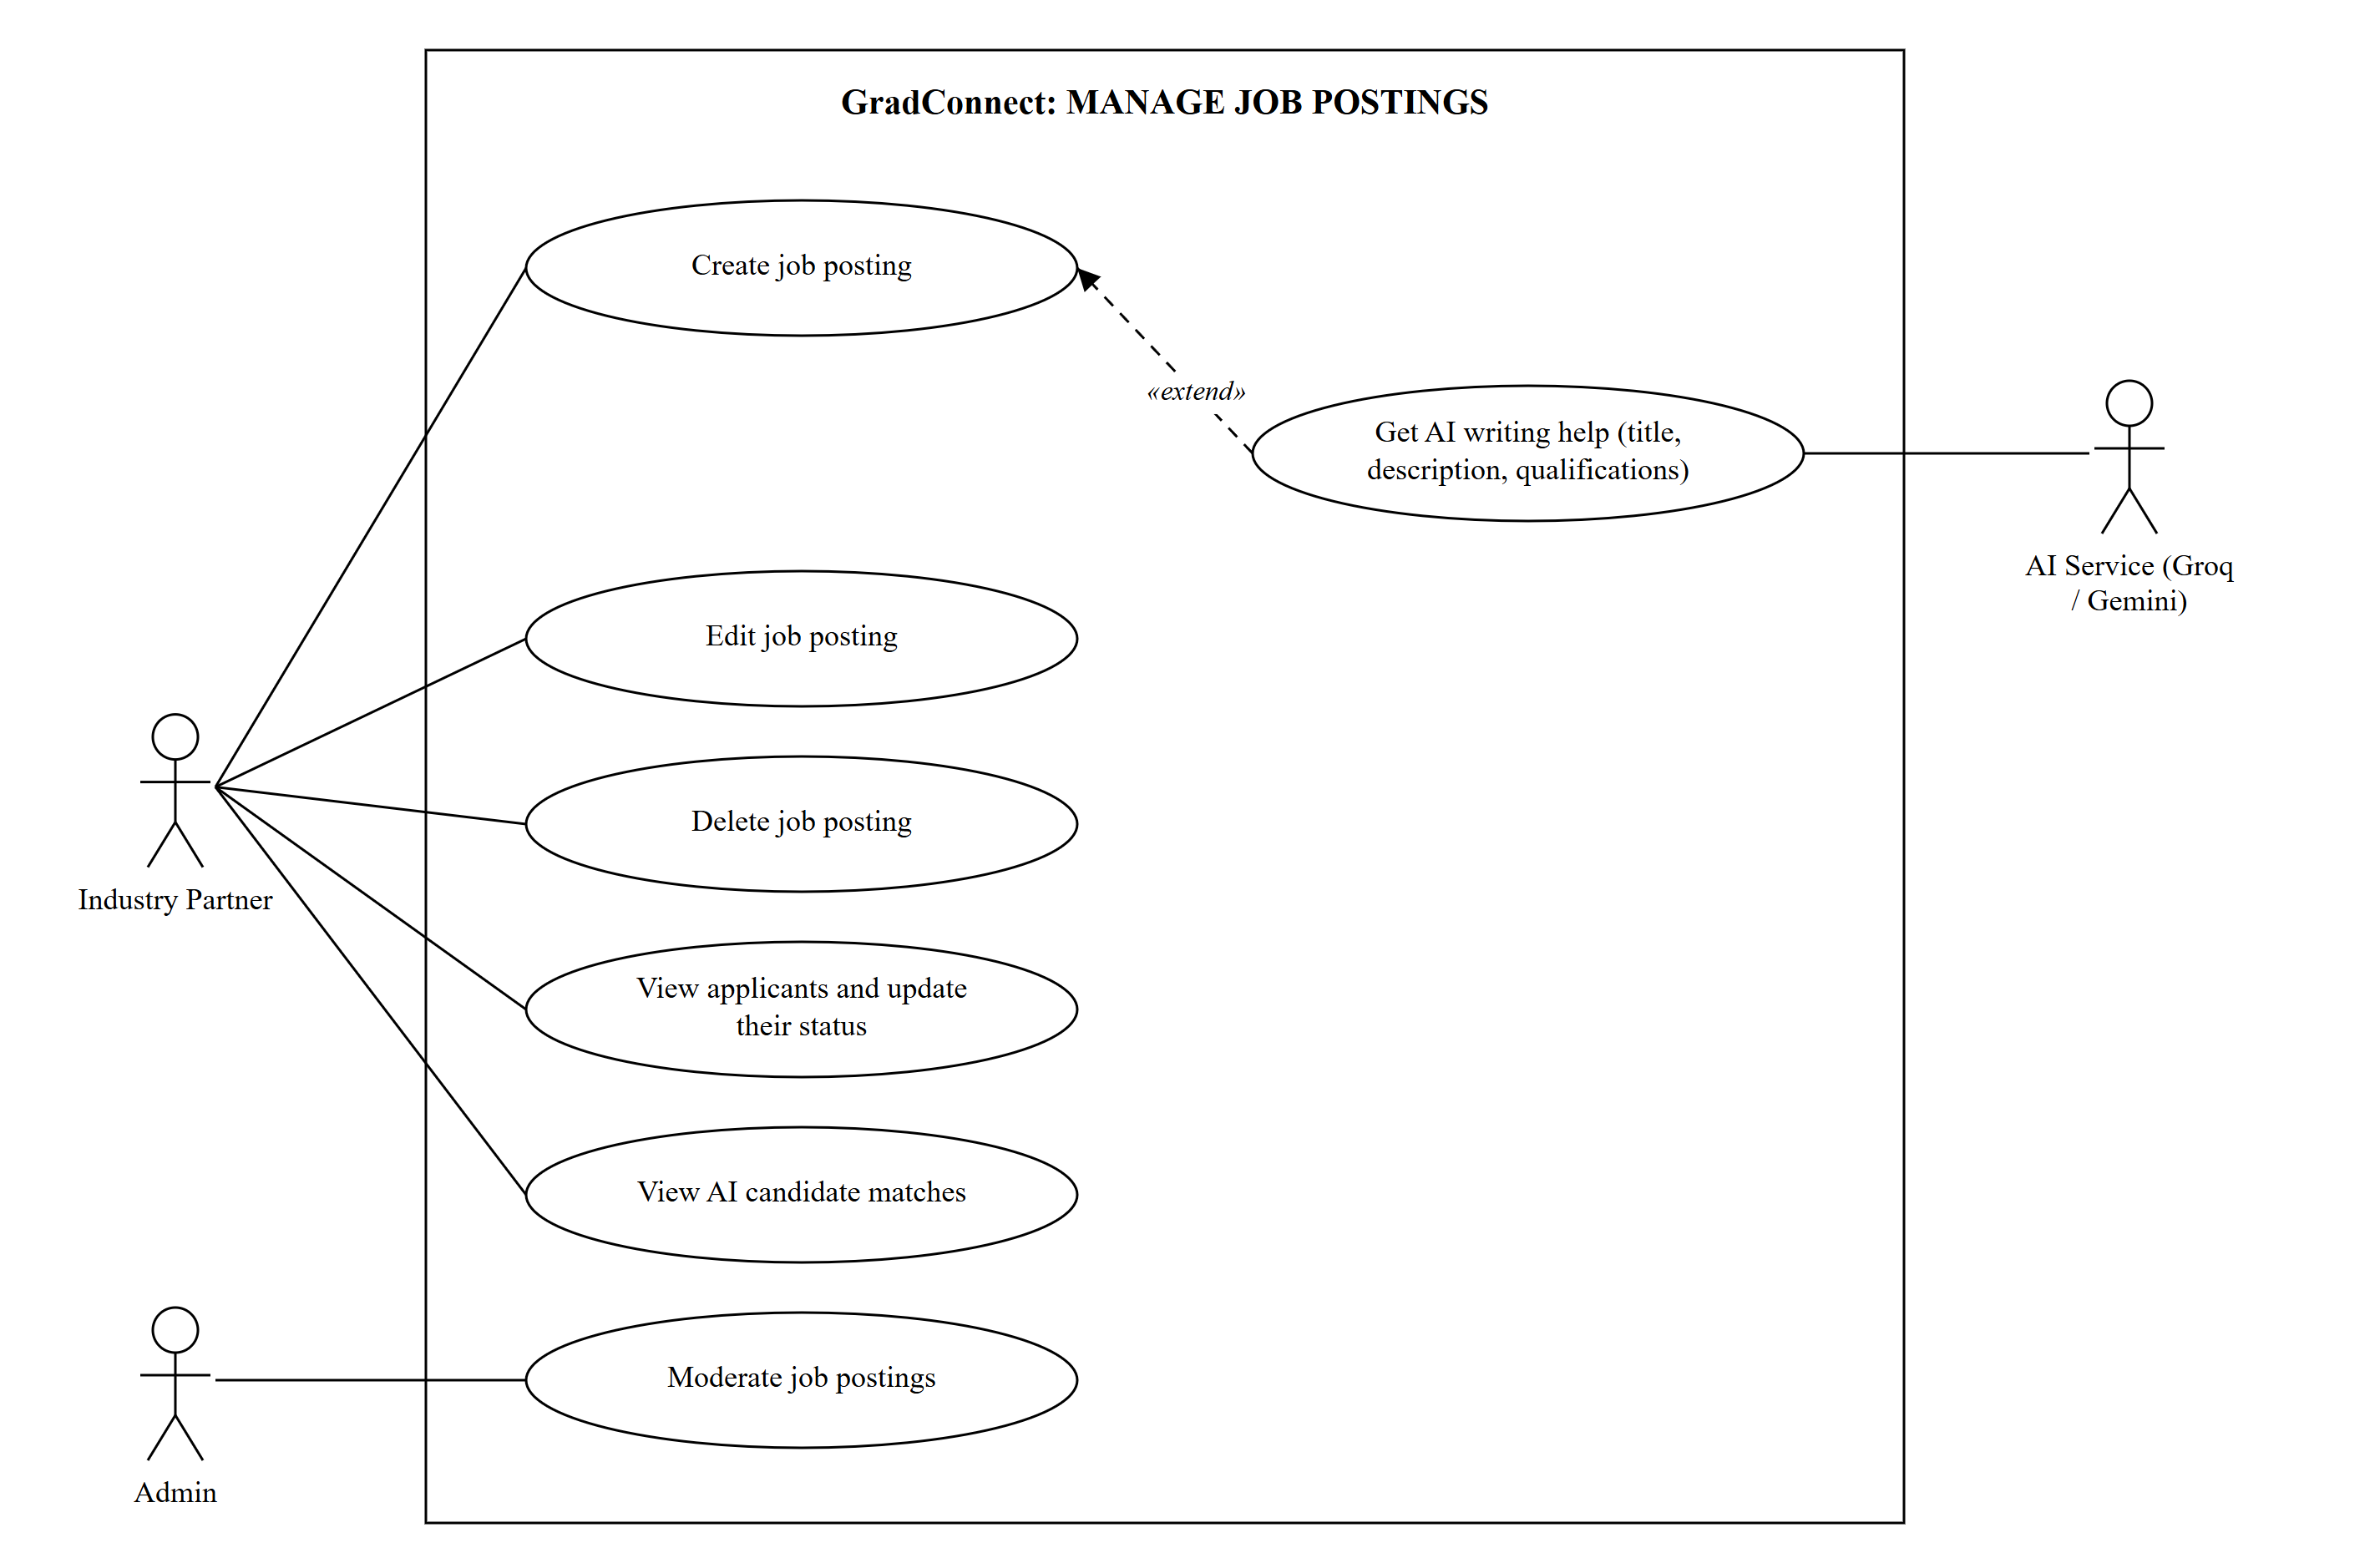 GradConnect: MANAGE JOB POSTINGS
Create job posting
«extend»
Get AI writing help (title,
description, qualifications)
AI Service (Groq
/ Gemini)
Edit job posting
Delete job posting
Industry Partner
View applicants and update
their status
View AI candidate matches
Moderate job postings
Admin